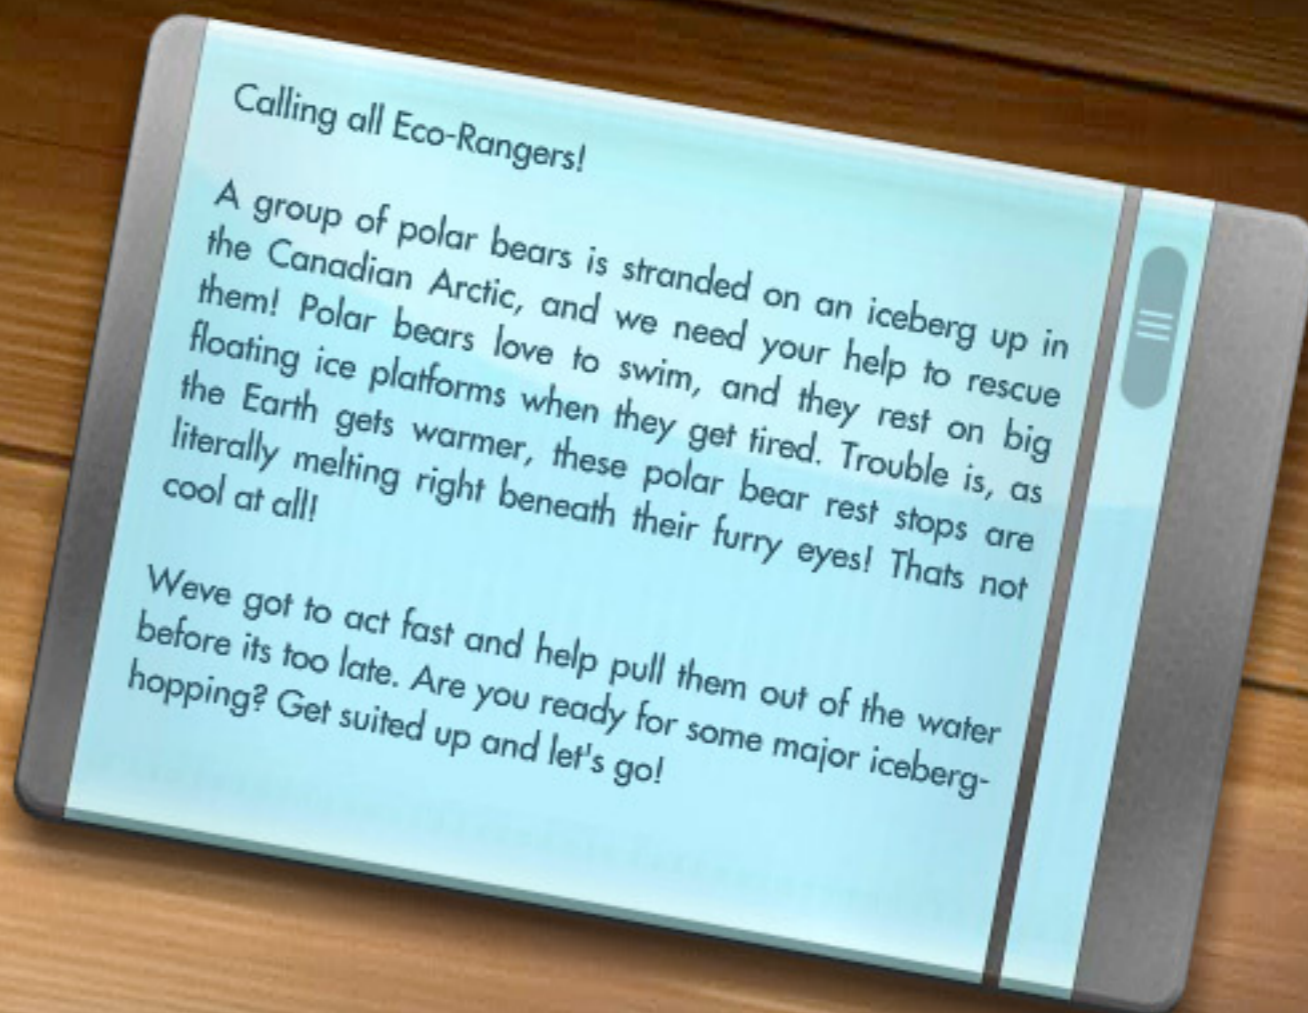 Calling all Eco-Rangers!
A group of polar bears is stranded on an iceberg up in
the Canadian Arctic, and we need your help to rescue
them! Polar bears love to swim, and they rest on big
floating ice platforms when they get tired. Trouble is, as
the Earth gets warmer, these polar bear rest stops are
literally melting right beneath their furry eyes! Thats not
cool at all!
Weve got to act fast and help pull them out of the water
before its too late. Are you ready for some major iceberg-
hopping? Get suited up and let's go!